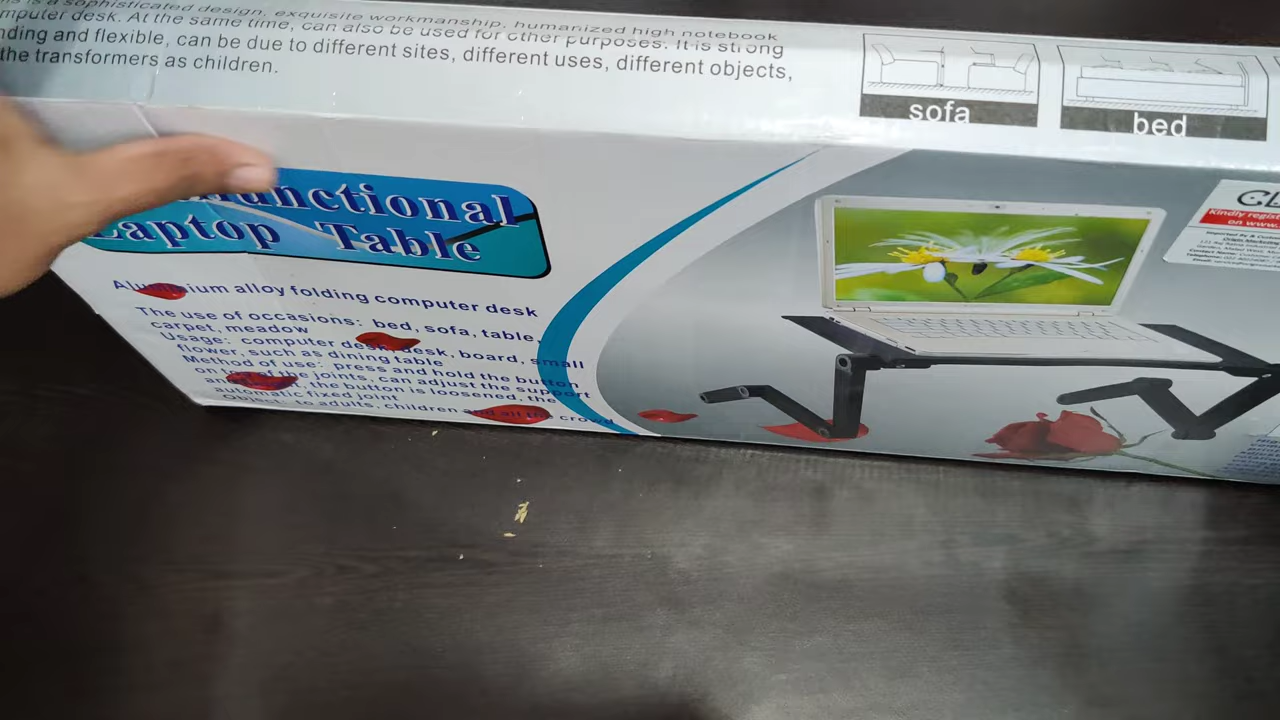 is a sophisticated design, exquisite workmanship, humanized high notebook
mputer desk. At the same time, can also be used for other purposes. It is strong
nding and flexible, can be due to different sites, different uses, different objects,
the transformers as children.
sofa
bed
unctional
Laptop Table
alloy folding computer desk
The use of occasions: bed, sofa, table,
carpet, meadow
Usage: computer desk, desk, board, small
power, such as dining table
Method of use: press and hold the button
on of the joints, can adjust the support
the button is loosened, the
automatic fixed joint
adults, children and all the crowd
Kindly regist
on www.